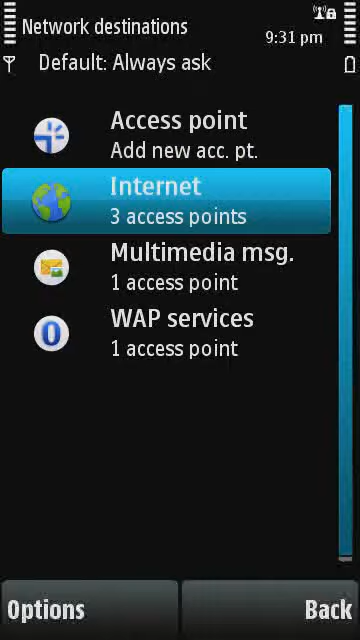 Network destinations
9:31 pm
Default: Always ask
Access point
Add new acc. pt.
Internet
3 access points
Multimedia msg.
1 access point
WAP services
1 access point
Options
Back